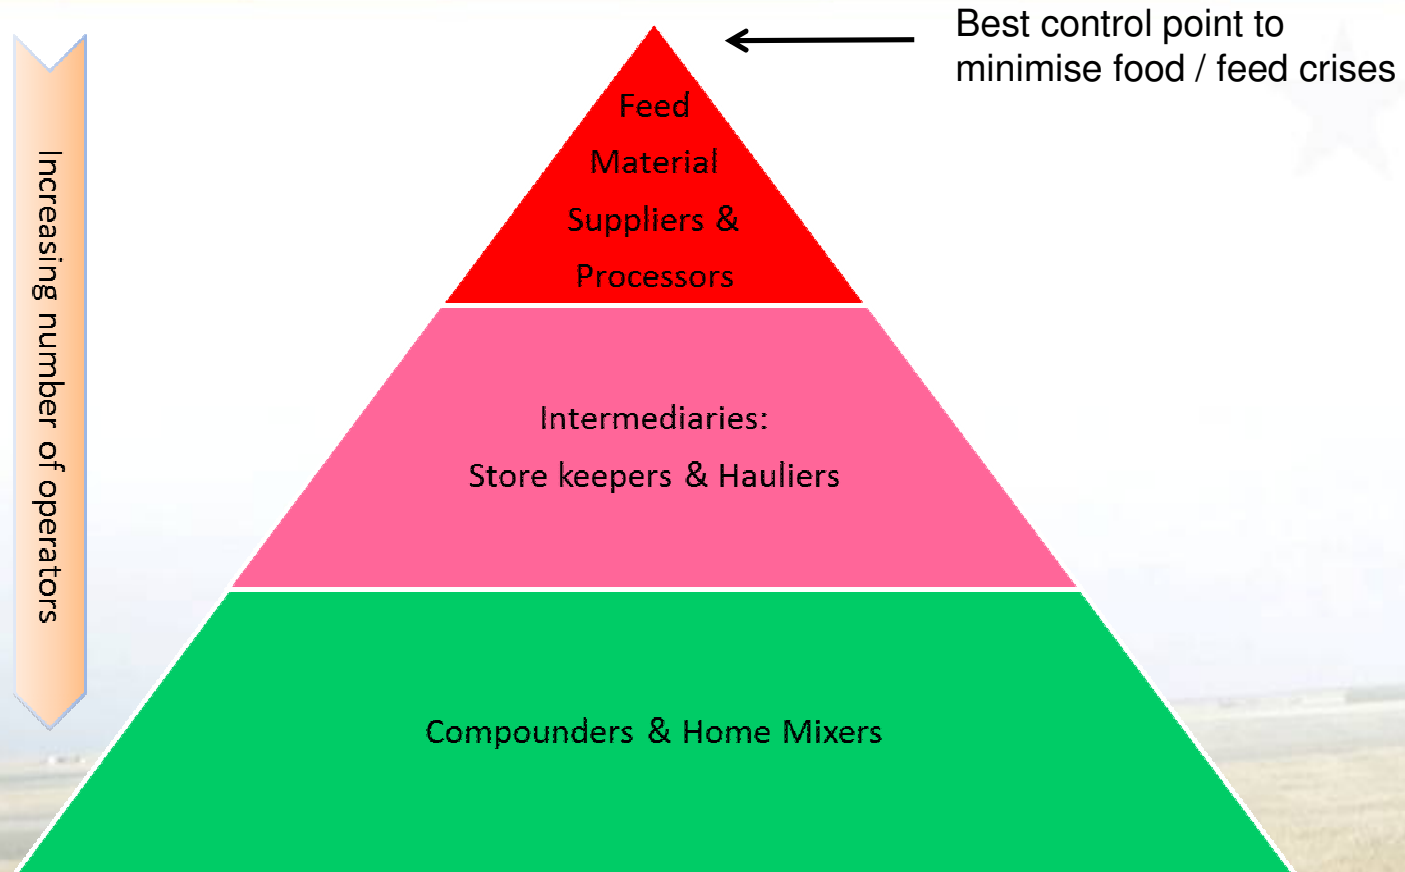 Best control point to
minimise food / feed crises
Feed
Material
Suppliers &
Processors
Increasing number of operators
Intermediaries:
Store keepers & Hauliers
Compounders & Home Mixers